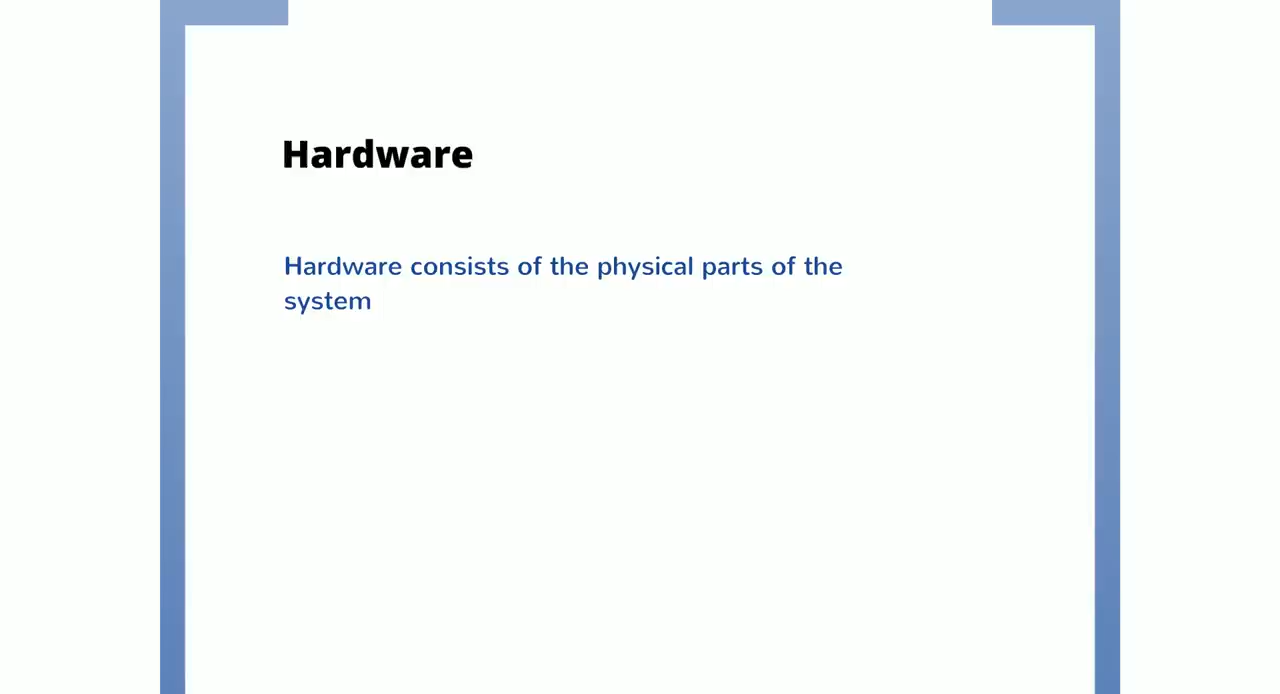 Hardware
Hardware consists of the physical parts of the
system